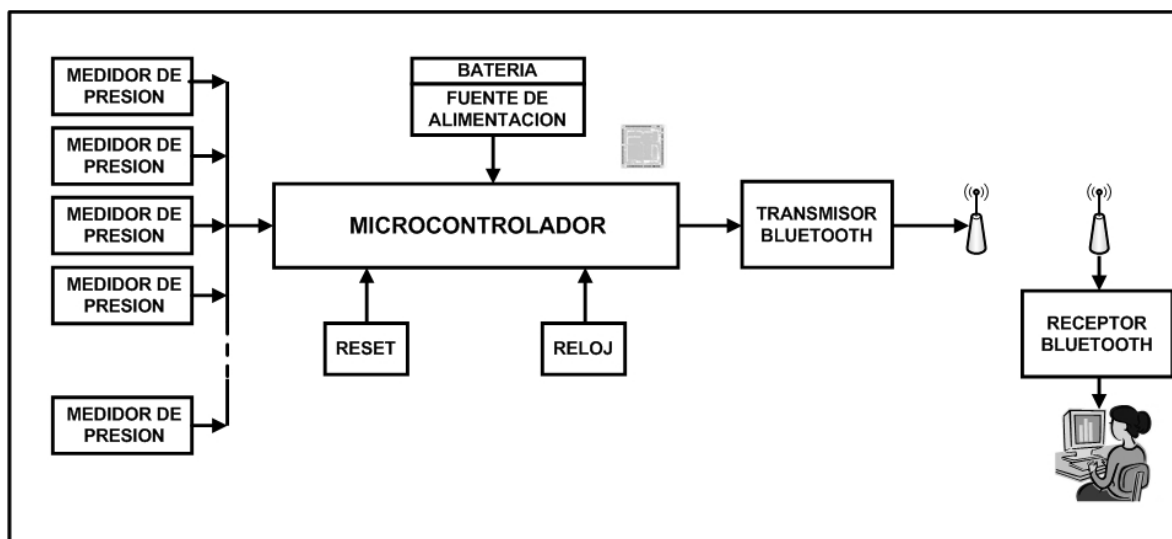 MEDIDOR DE
PRESION
MEDIDOR DE
PRESION
MEDIDOR DE
PRESION
MEDIDOR DE
PRESION
MEDIDOR DE
PRESION
BATERIA
FUENTE DE
ALIMENTACION
MICROCONTROLADOR
RESET
RELOJ
TRANSMISOR
BLUETOOTH
RECEPTOR
BLUETOOTH